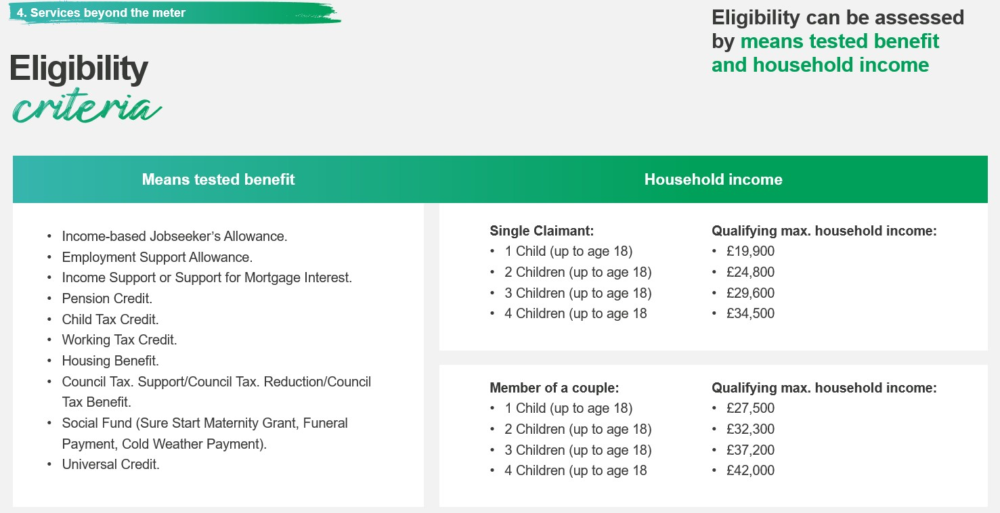 4. Services beyond the meter
Eligibility can be assessed
by means tested benefit
and household income
Eligibility
criteria
Means tested benefit
Household income
• Income-based Jobseeker’s Allowance.
• Employment Support Allowance.
• Income Support or Support for Mortgage Interest.
• Pension Credit.
• Child Tax Credit.
• Working Tax Credit.
• Housing Benefit.
• Council Tax. Support/Council Tax. Reduction/Council
Tax Benefit.
• Social Fund (Sure Start Maternity Grant, Funeral
Payment, Cold Weather Payment).
• Universal Credit.
Single Claimant: Qualifying max. household income:
• 1 Child (up to age 18) • £19,900
• 2 Children (up to age 18) • £24,800
• 3 Children (up to age 18) • £29,600
• 4 Children (up to age 18 • £34,500
Member of a couple: Qualifying max. household income:
• 1 Child (up to age 18) • £27,500
• 2 Children (up to age 18) • £32,300
• 3 Children (up to age 18) • £37,200
• 4 Children (up to age 18 • £42,000